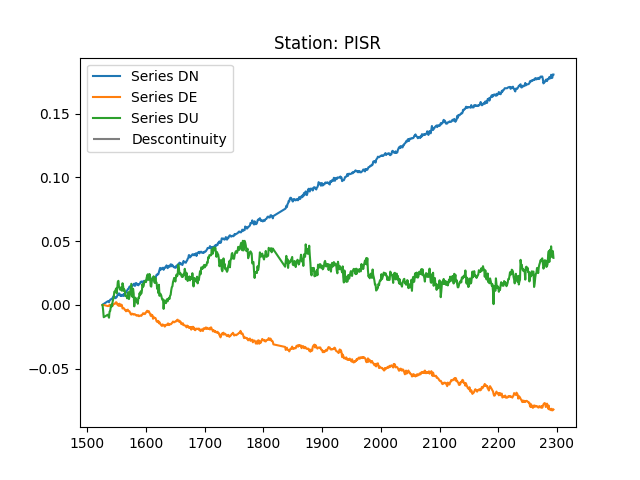 Station: PISR
Series DN
Series DE
Series DU
Descontinuity
0.15
0.10
0.05
0.00
−0.05
1500 1600 1700 1800 1900 2000 2100 2200 2300